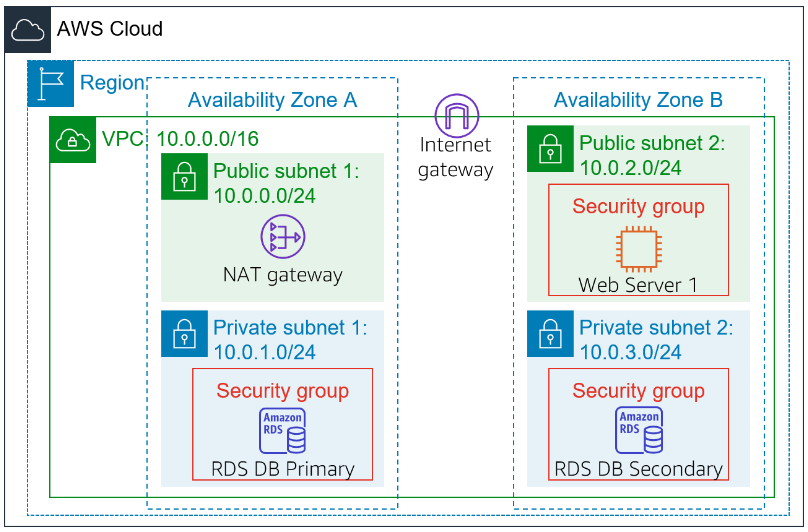 AWS Cloud
Region
Availability Zone A
Availability Zone B
Internet
gateway
VPC 10.0.0.0/16
Public subnet 1:
10.0.0.0/24
NAT gateway
Public subnet 2:
10.0.2.0/24
Security group
Web Server 1
Private subnet 1:
10.0.1.0/24
Security group
Amazon
RDS
RDS DB Primary
Private subnet 2:
10.0.3.0/24
Security group
Amazon
RDS
RDS DB Secondary